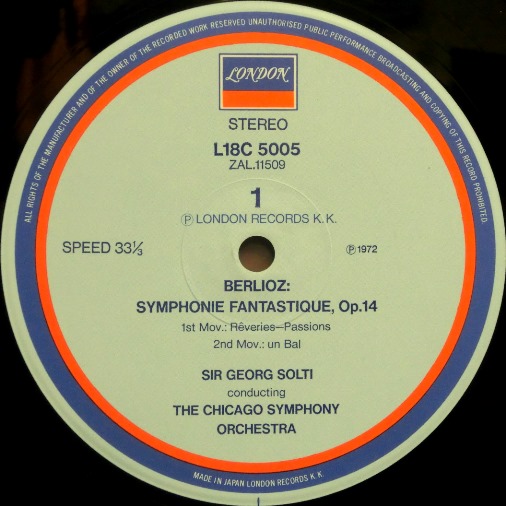 ALL RIGHTS OF THE MANUFACTURER AND OF THE OWNER OF THE RECORDED WORK RESERVED UNAUTHORISED PUBLIC PERFORMANCE BROADCASTING AND COPYING OF THIS RECORD PROHIBITED.
LONDON
STEREO
L18C 5005
ZAL.11509
1
Ⓟ LONDON RECORDS K.K.
SPEED 33⅓
Ⓟ 1972
BERLIOZ:
SYMPHONIE FANTASTIQUE, Op.14
1st Mov.: Rêveries—Passions
2nd Mov.: un Bal
SIR GEORG SOLTI
conducting
THE CHICAGO SYMPHONY
ORCHESTRA
MADE IN JAPAN LONDON RECORDS K.K.